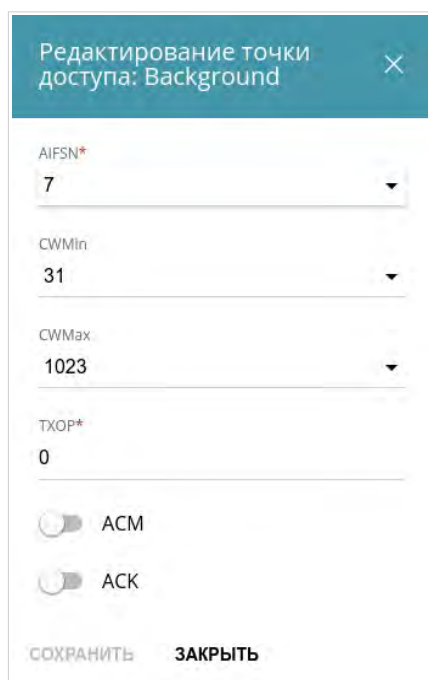 Редактирование точки
доступа: Background
AIFSN*
7
CWMin
31
CWMax
1023
TXOP*
0
ACM
ACK
СОХРАНИТЬ ЗАКРЫТЬ